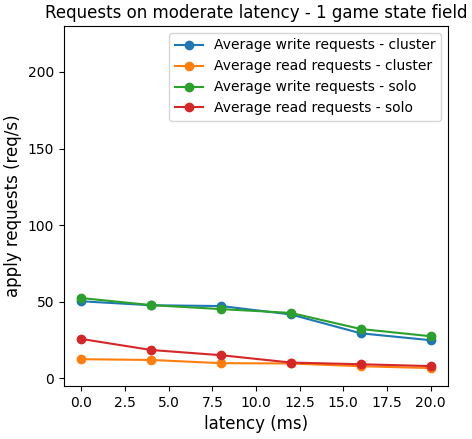 Requests on moderate latency - 1 game state field
Average write requests - cluster
Average read requests - cluster
Average write requests - solo
Average read requests - solo
apply requests (req/s)
200
150
100
50
0
0.0 2.5 5.0 7.5 10.0 12.5 15.0 17.5 20.0
latency (ms)